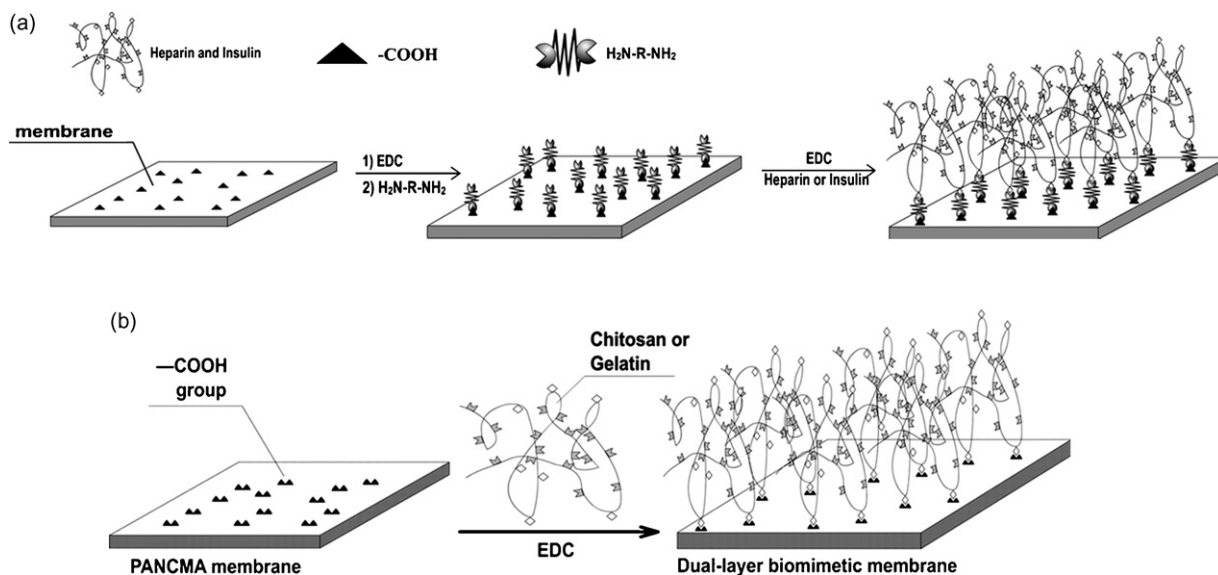 (a)
Heparin and Insulin
-COOH
H₂N-R-NH₂
membrane
1) EDC
2) H₂N-R-NH₂
EDC
Heparin or Insulin
(b)
—COOH
group
Chitosan or
Gelatin
EDC
PANCMA membrane
Dual-layer biomimetic membrane